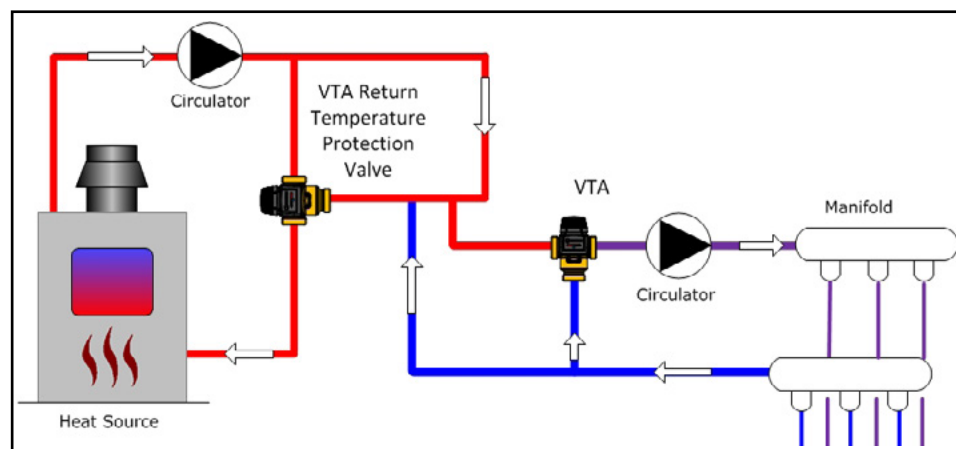 Circulator
VTA Return
Temperature
Protection
Valve
VTA
Manifold
Circulator
Heat Source